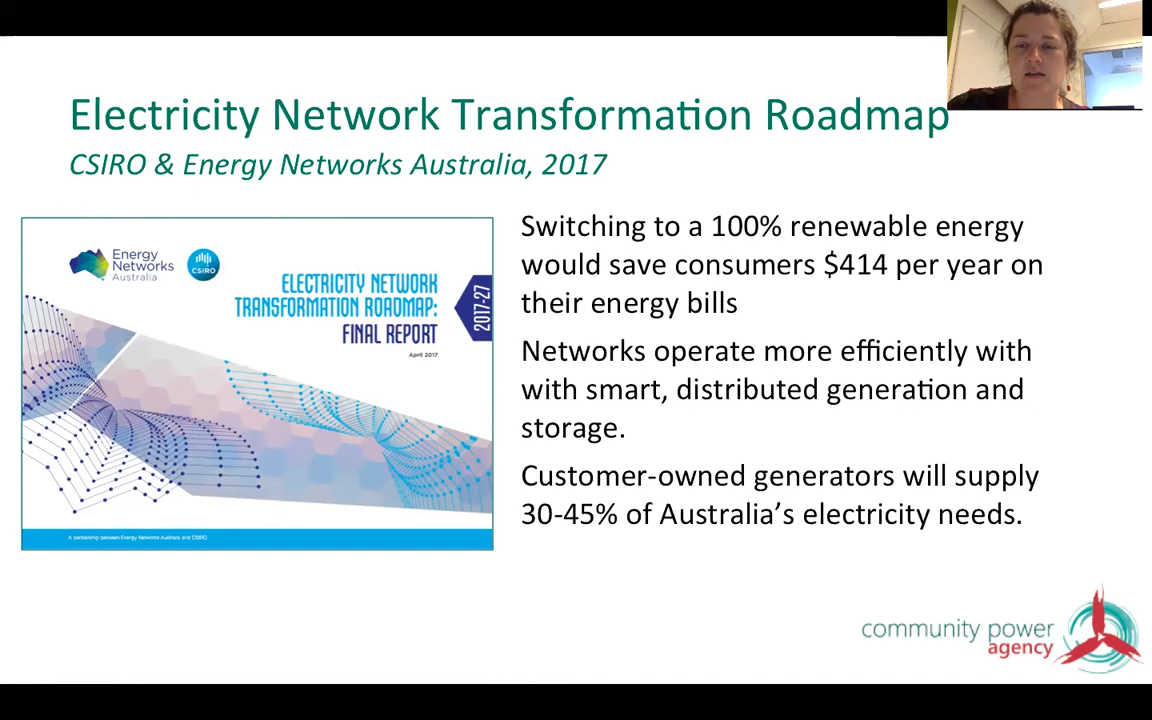 Electricity Network Transformation Roadmap
CSIRO & Energy Networks Australia, 2017
Energy
Networks
Australia
CSIRO
ELECTRICITY NETWORK
TRANSFORMATION ROADMAP:
FINAL REPORT
2017-27
April 2017
A partnership between Energy Networks Australia and CSIRO
Switching to a 100% renewable energy
would save consumers $414 per year on
their energy bills
Networks operate more efficiently with
with smart, distributed generation and
storage.
Customer-owned generators will supply
30-45% of Australia's electricity needs.
community power
agency